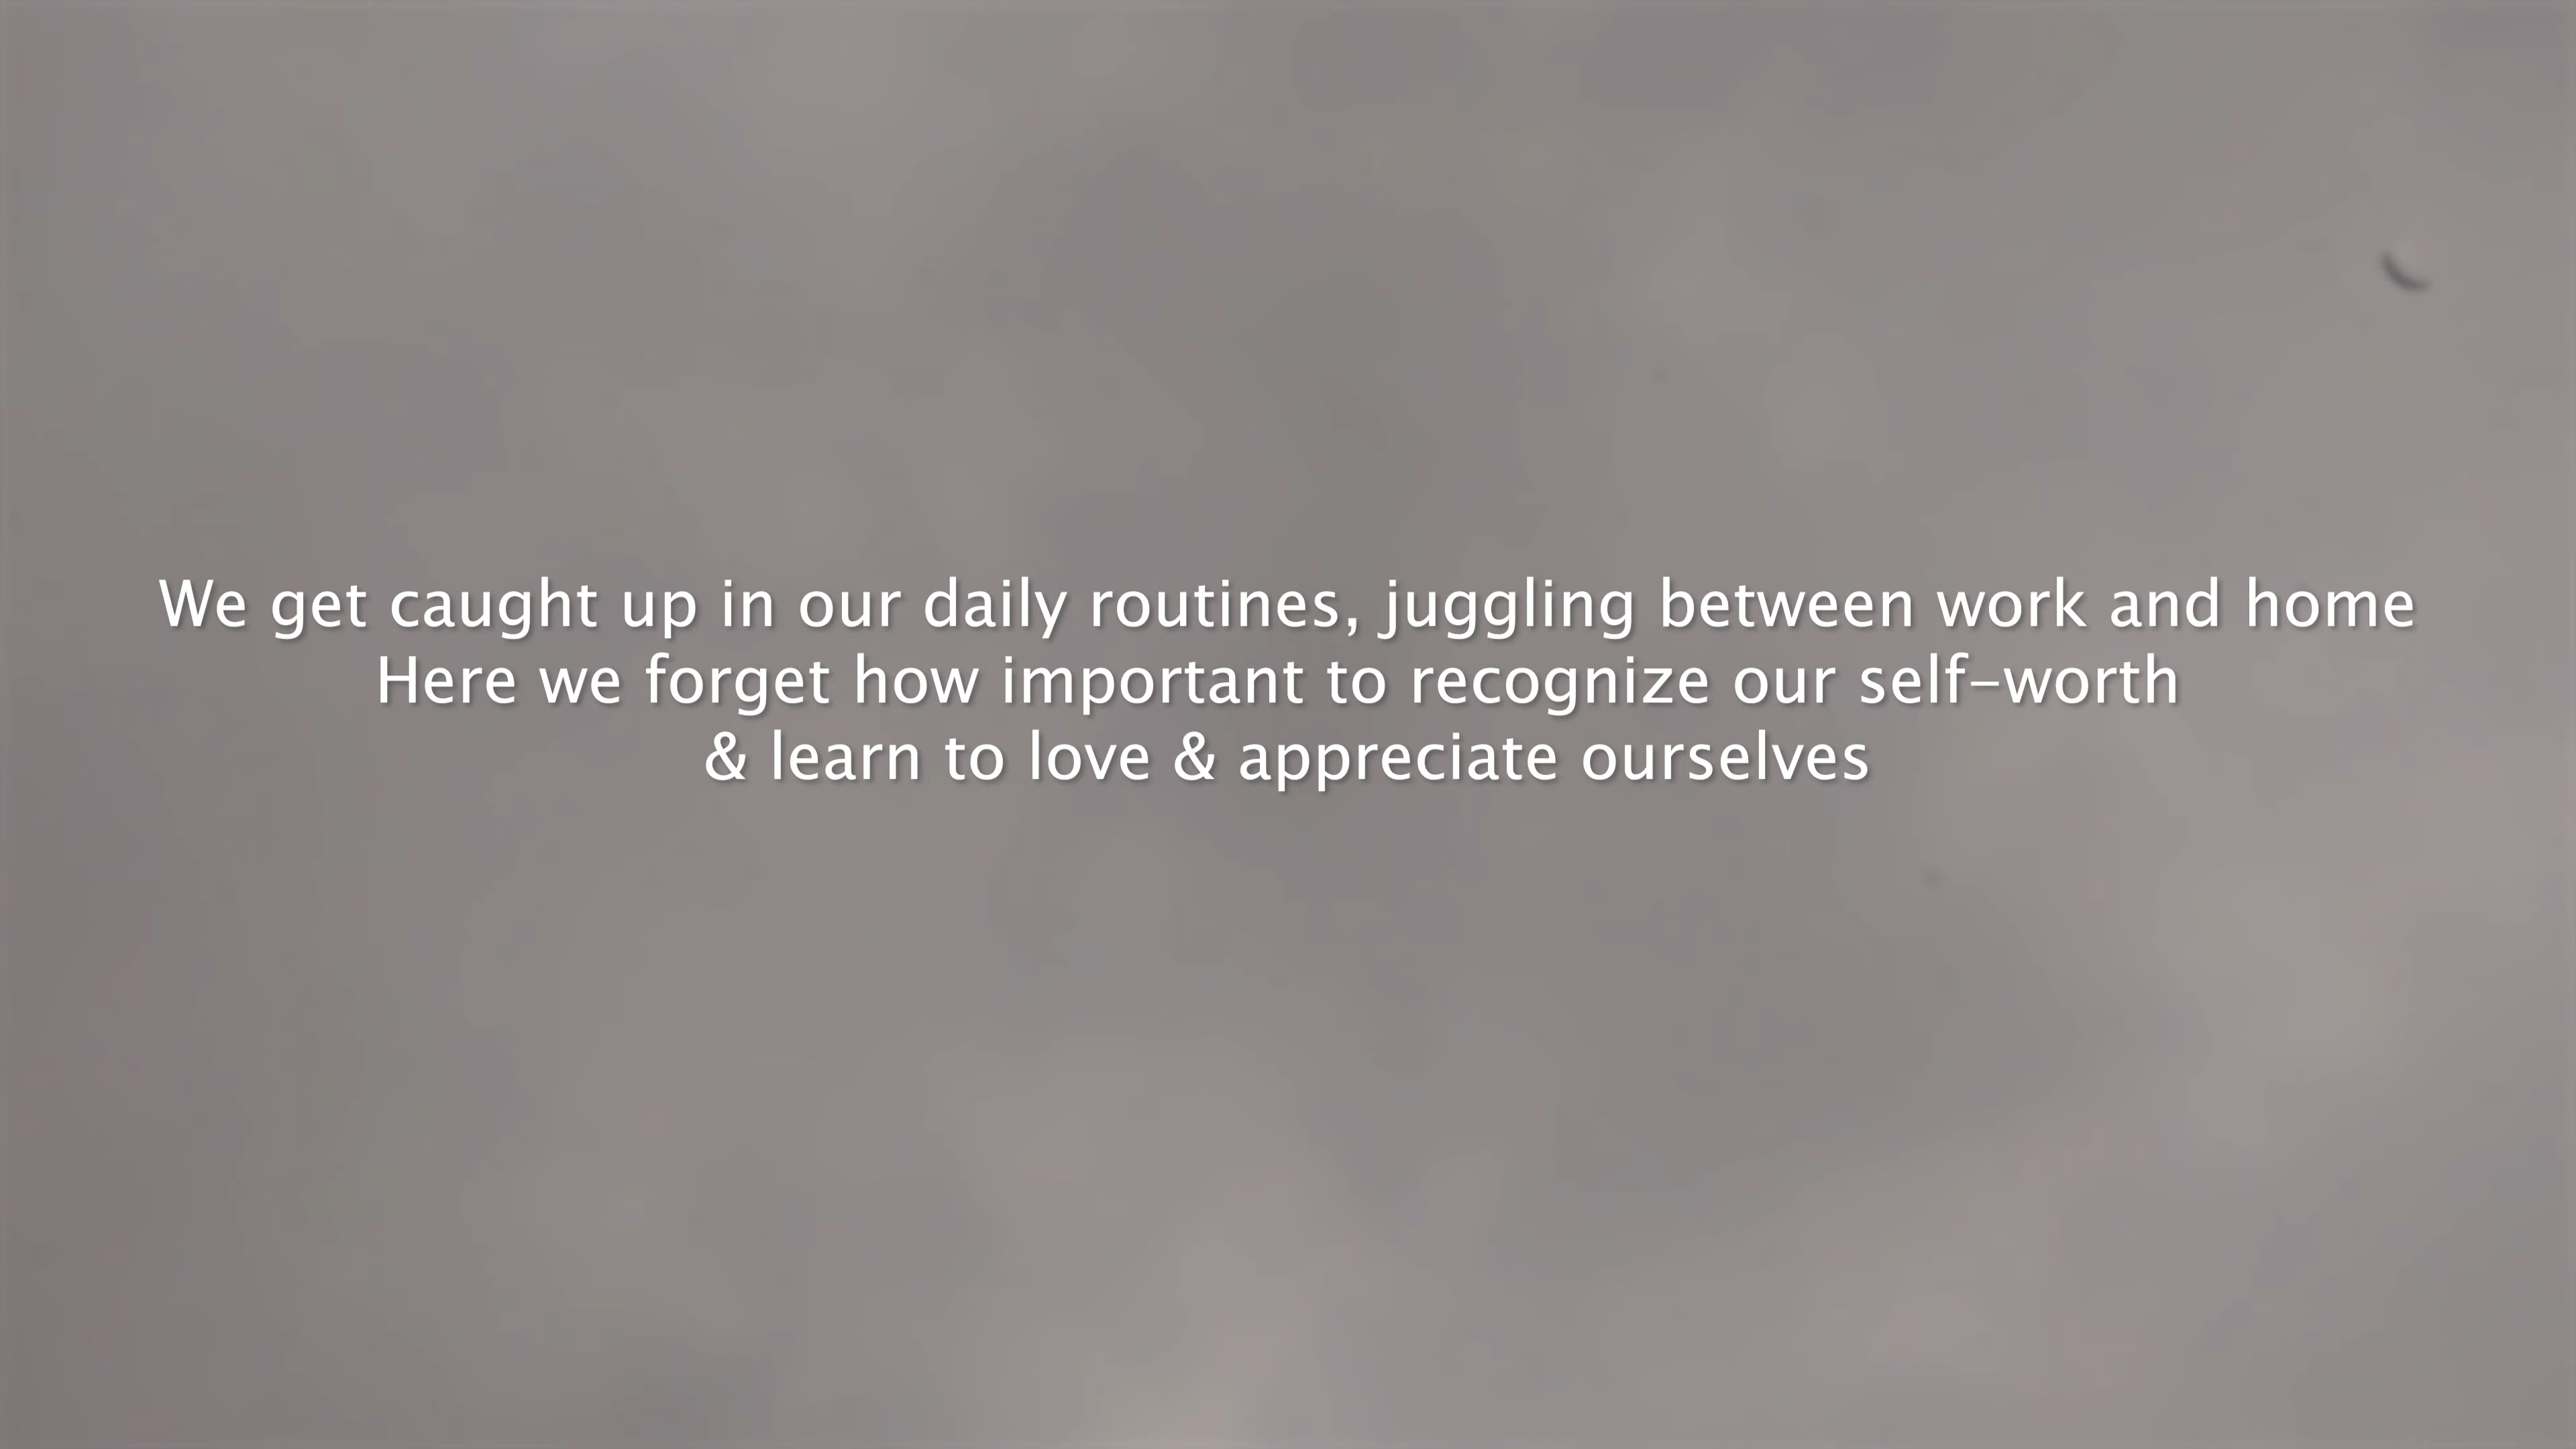 We get caught up in our daily routines, juggling between work and home
Here we forget how important to recognize our self-worth
& learn to love & appreciate ourselves